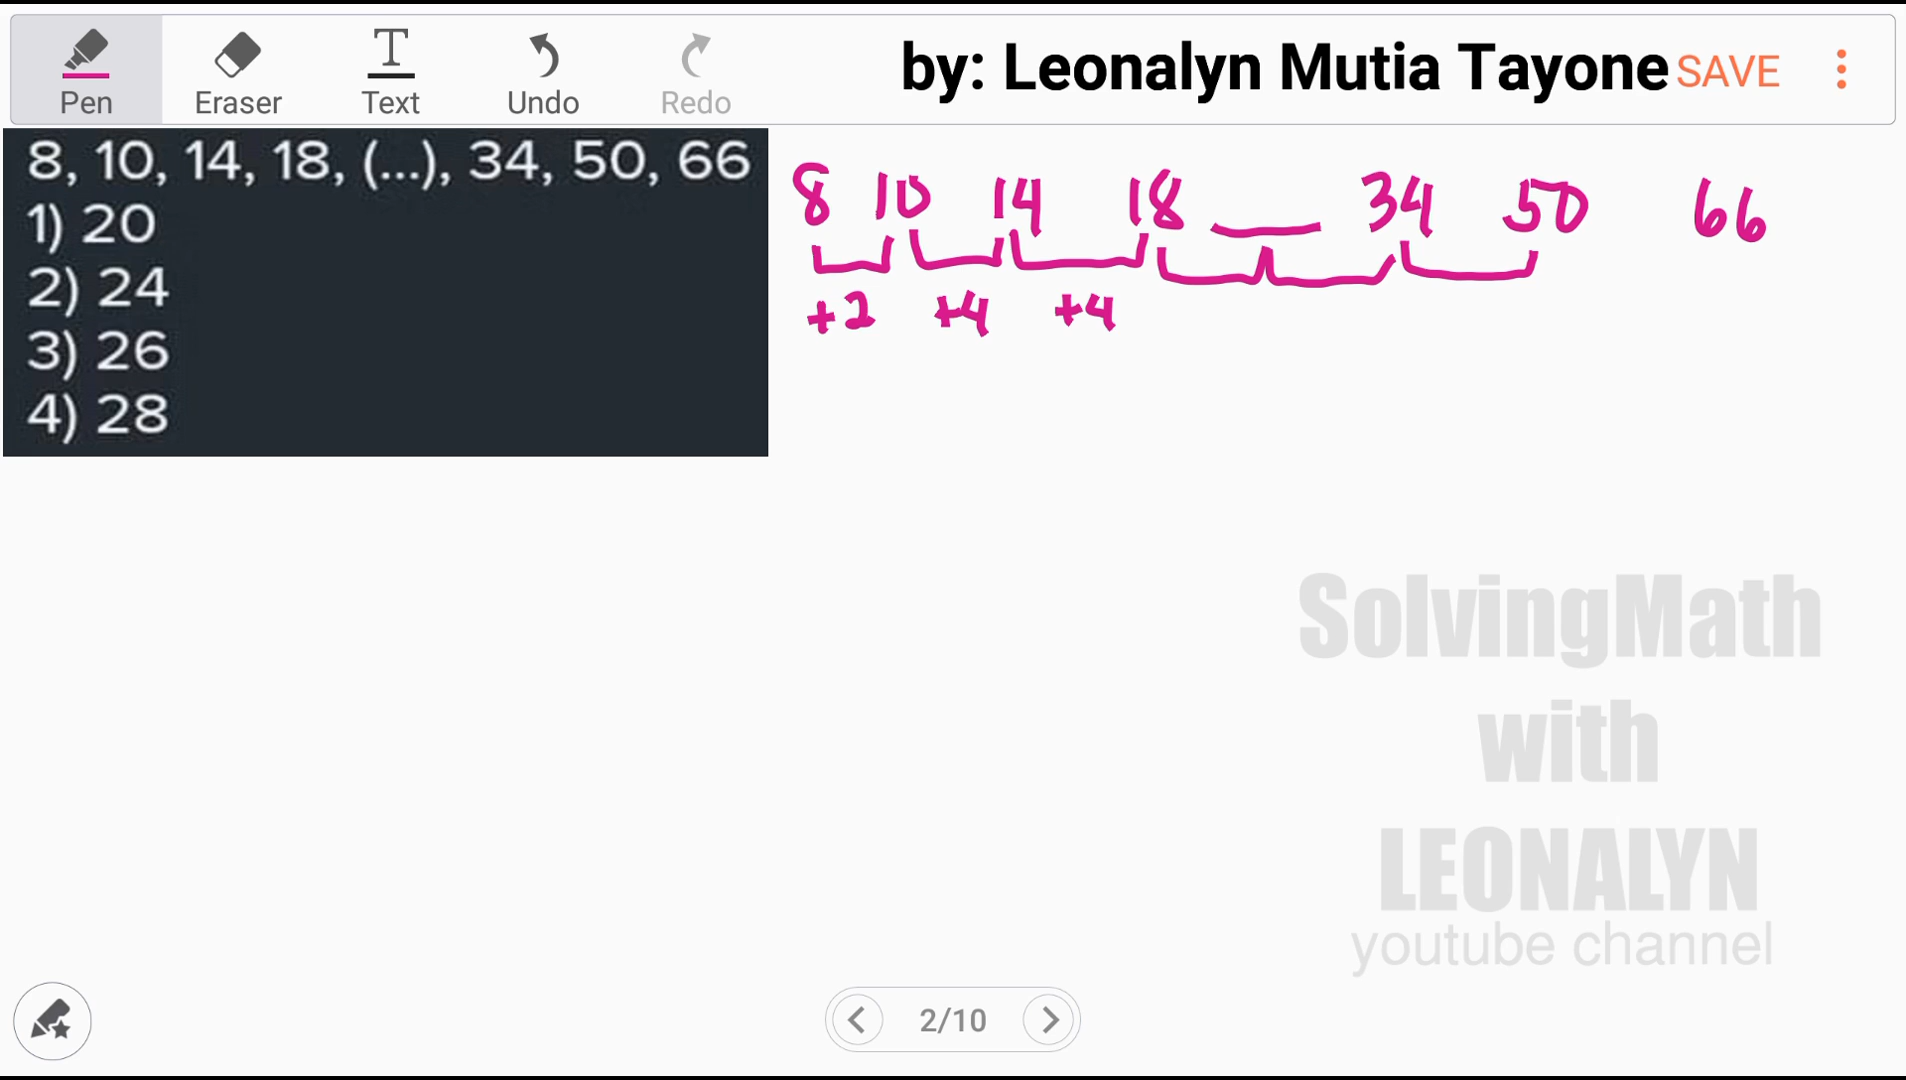 Pen Eraser Text Undo Redo by: Leonalyn Mutia Tayone SAVE
8, 10, 14, 18, (...), 34, 50, 66
1) 20
2) 24
3) 26
4) 28
8 10 14 18 __ 34 50 66
+2 +4 +4
SolvingMath
with
LEONALYN
youtube channel
2/10